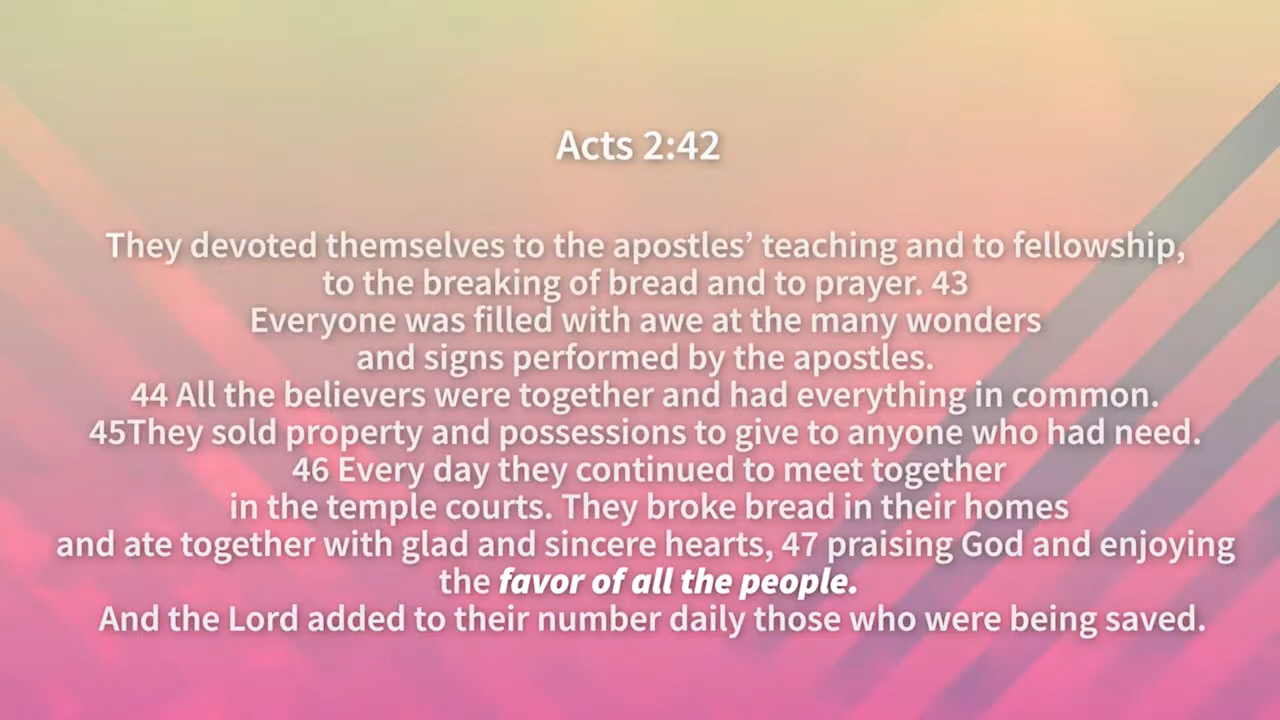 Acts 2:42
They devoted themselves to the apostles’ teaching and to fellowship,
to the breaking of bread and to prayer. 43
Everyone was filled with awe at the many wonders
and signs performed by the apostles.
44 All the believers were together and had everything in common.
45They sold property and possessions to give to anyone who had need.
46 Every day they continued to meet together
in the temple courts. They broke bread in their homes
and ate together with glad and sincere hearts, 47 praising God and enjoying
the favor of all the people.
And the Lord added to their number daily those who were being saved.